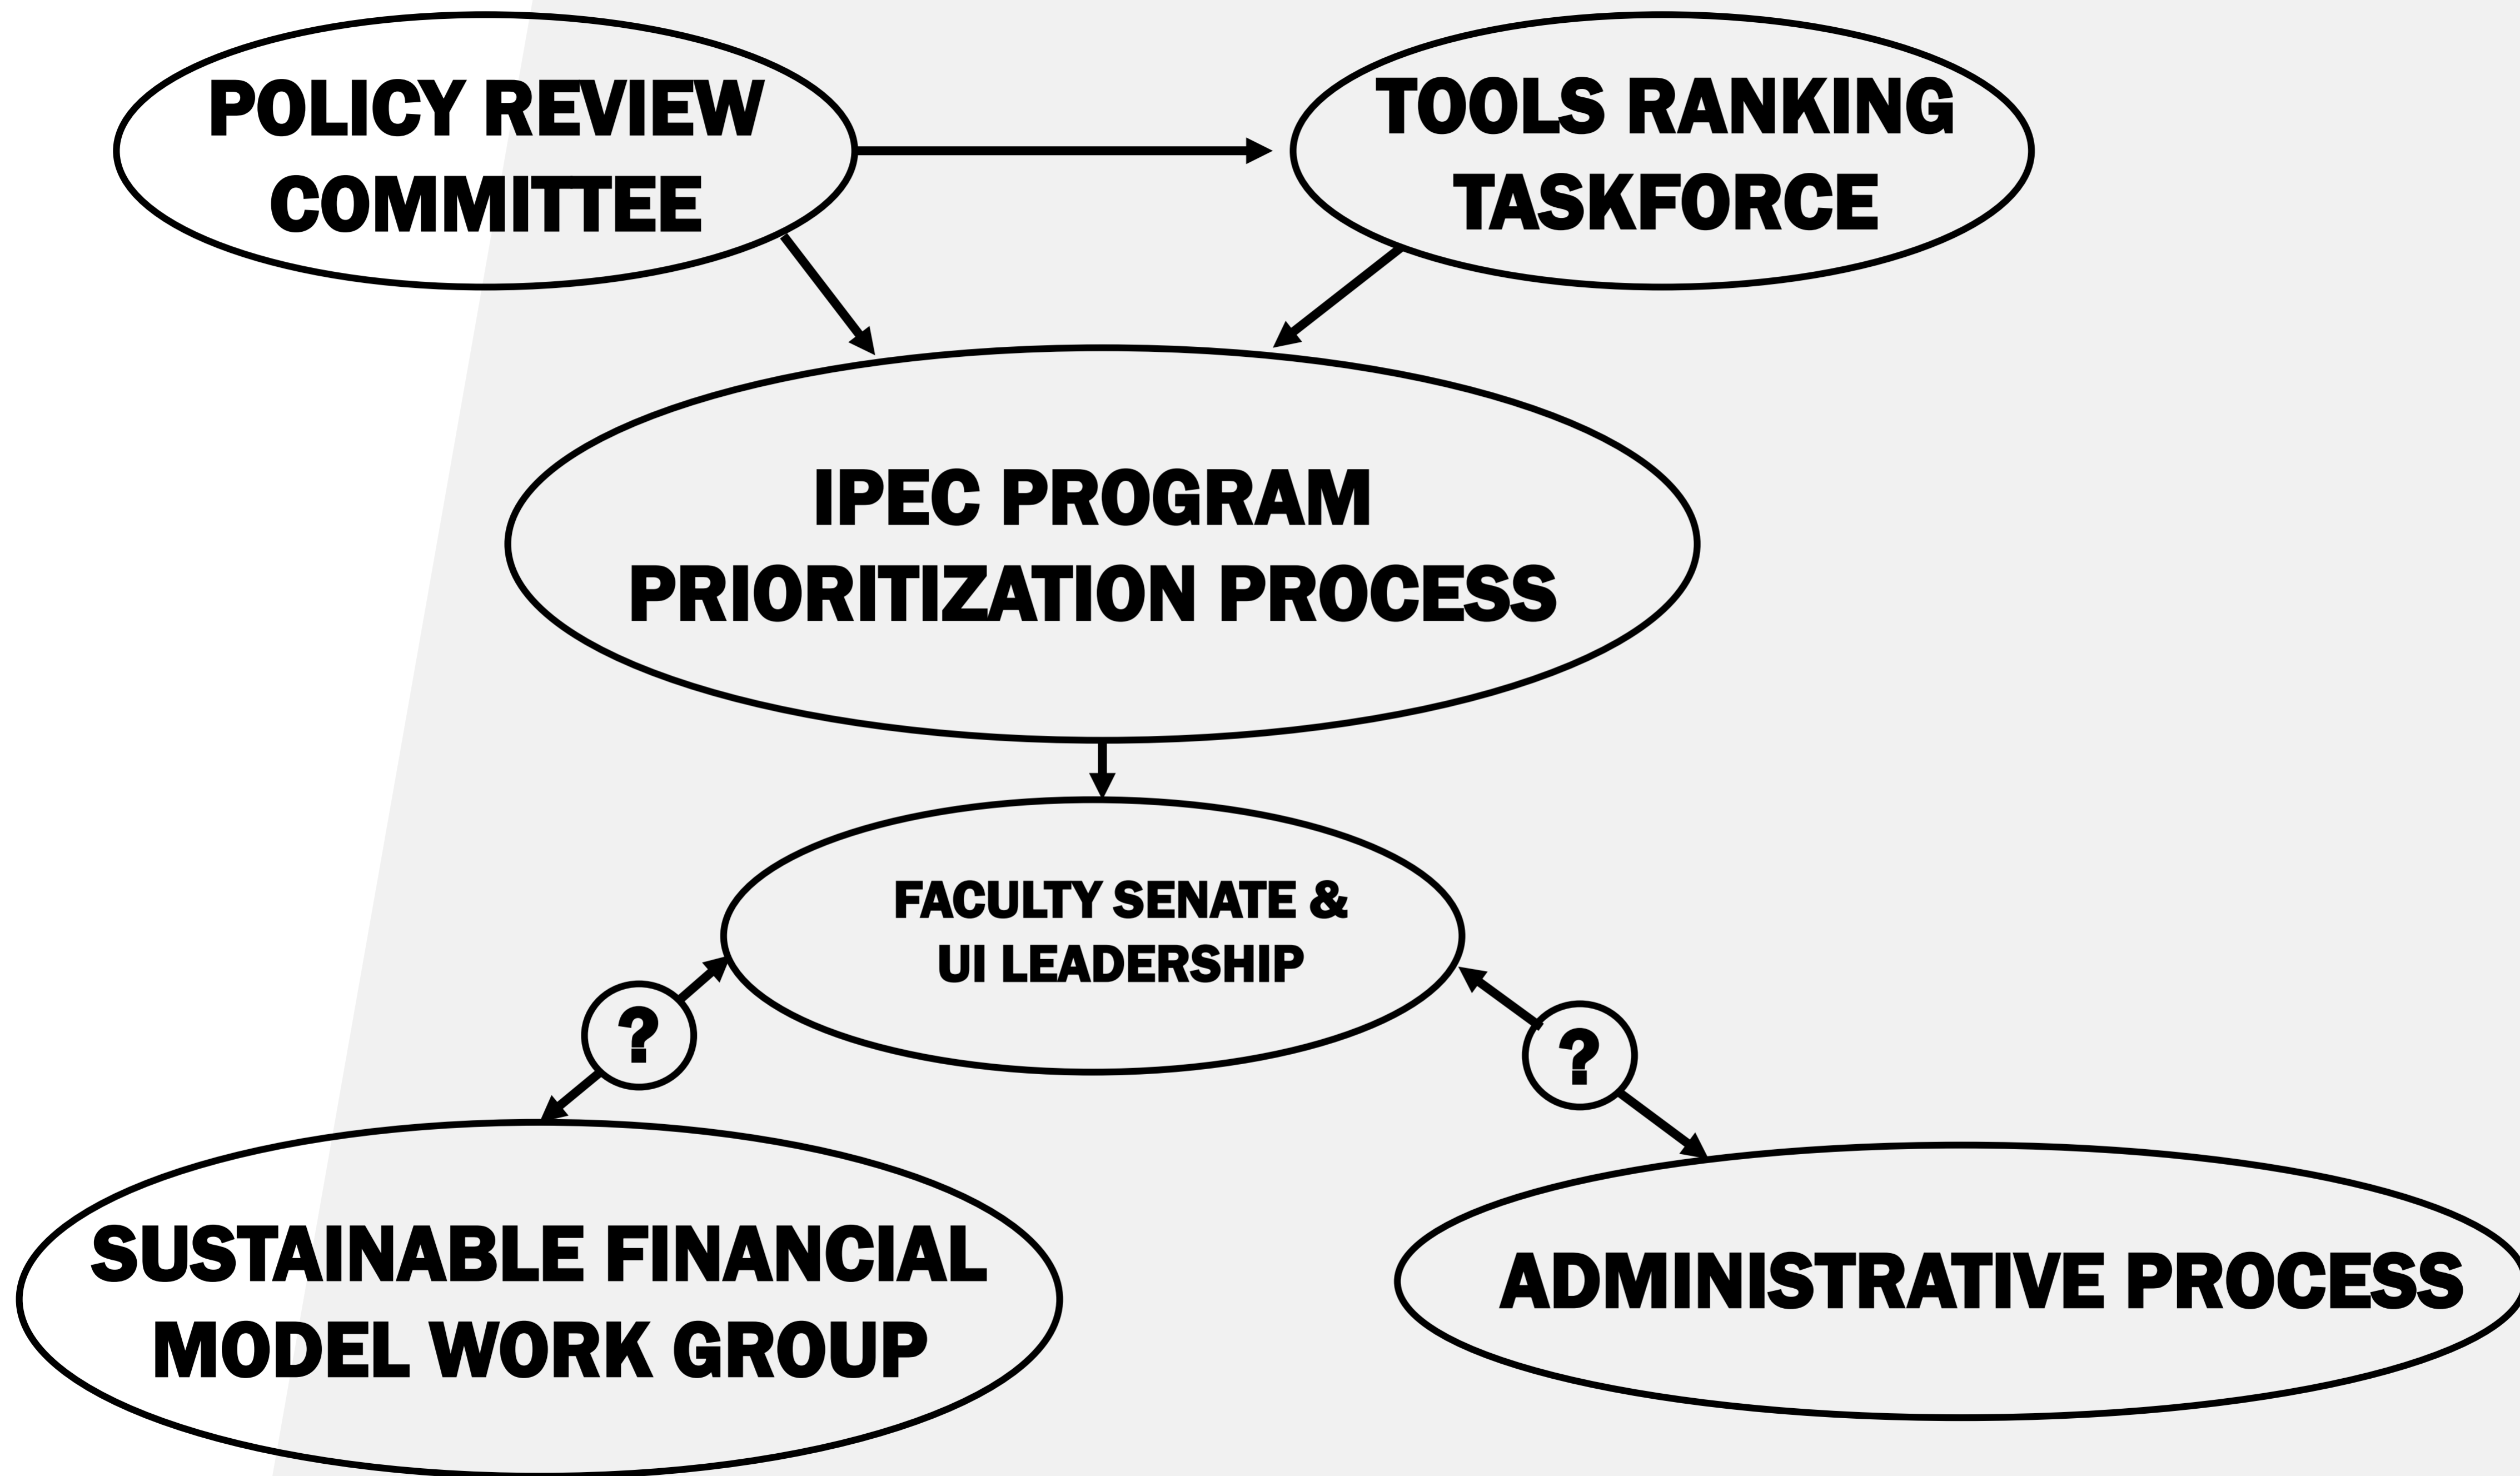 POLICY REVIEW
COMMITTEE
TOOLS RANKING
TASKFORCE
IPEC PROGRAM
PRIORITIZATION PROCESS
FACULTY SENATE &
UI LEADERSHIP
?
?
SUSTAINABLE FINANCIAL
MODEL WORK GROUP
ADMINISTRATIVE PROCESS